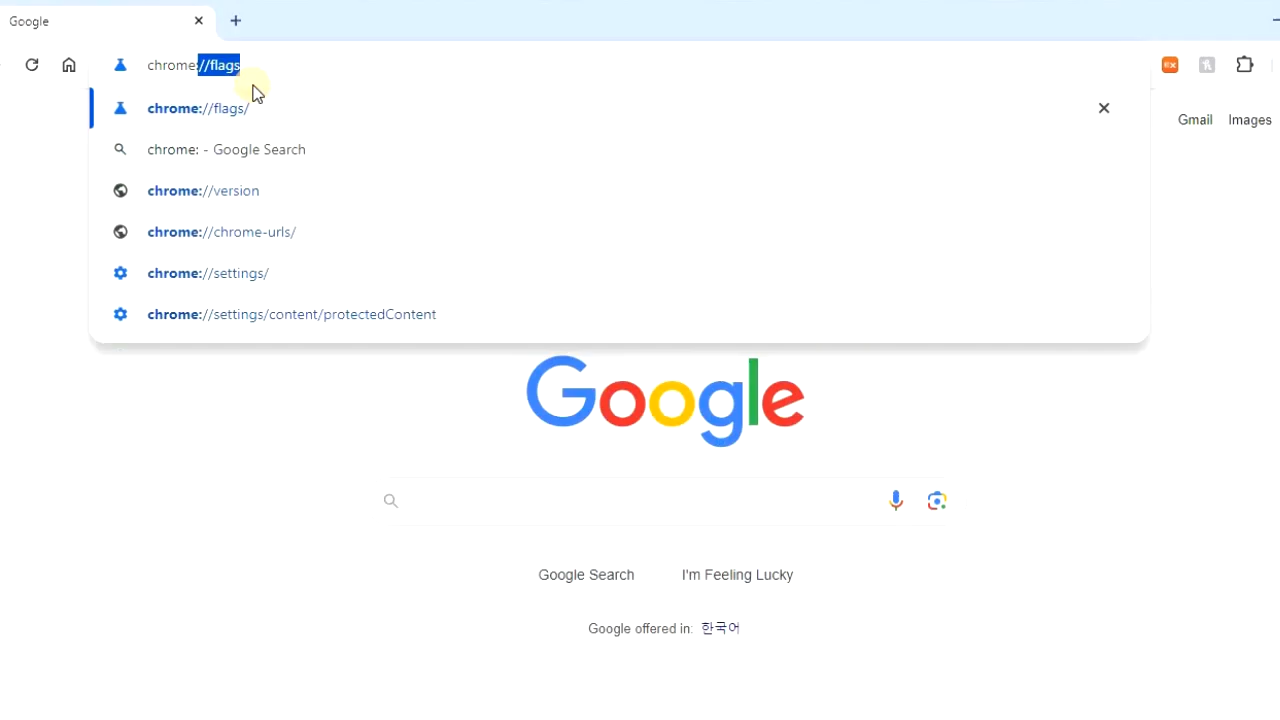 Google
chrome://flags
chrome://flags/
chrome: - Google Search
chrome://version
chrome://chrome-urls/
chrome://settings/
chrome://settings/content/protectedContent
Gmail Images
Google
Google Search I'm Feeling Lucky
Google offered in: 한국어